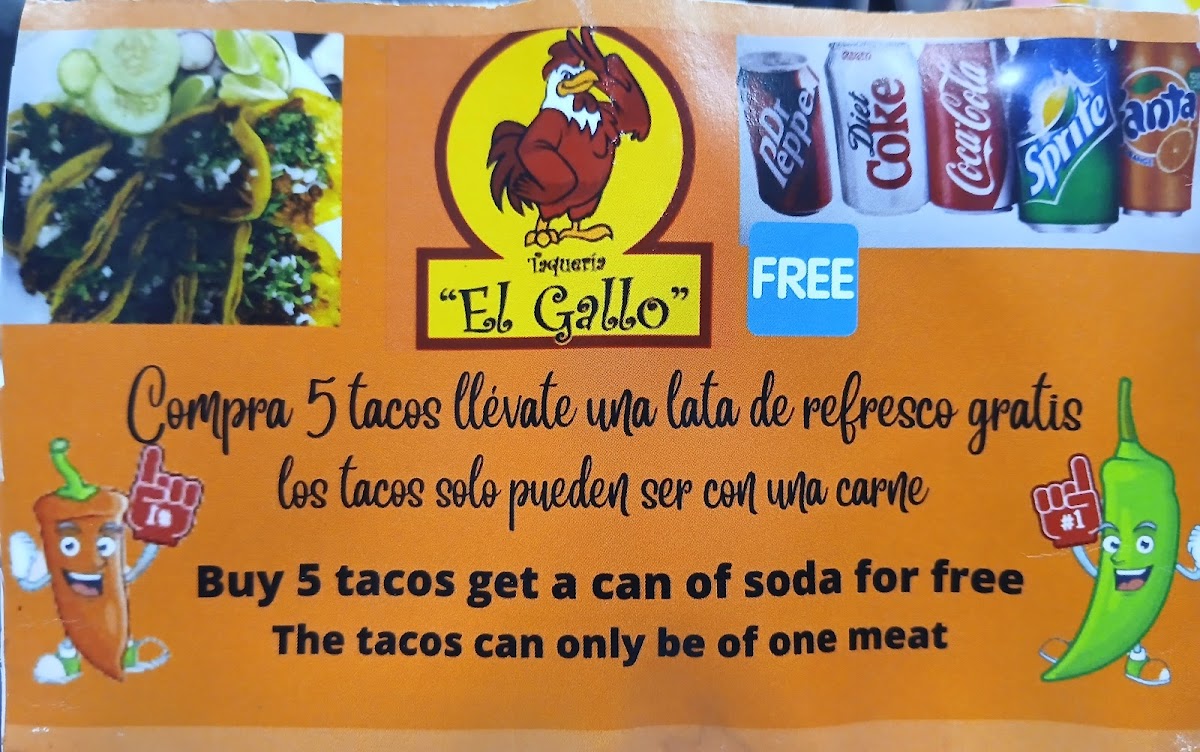 Taquería
"El Gallo"
Dr Pepper
Diet Coke
Coca-Cola
Sprite
Fanta
FREE
Compra 5 tacos llévate una lata de refresco gratis
los tacos solo pueden ser con una carne
#1
Buy 5 tacos get a can of soda for free
The tacos can only be of one meat